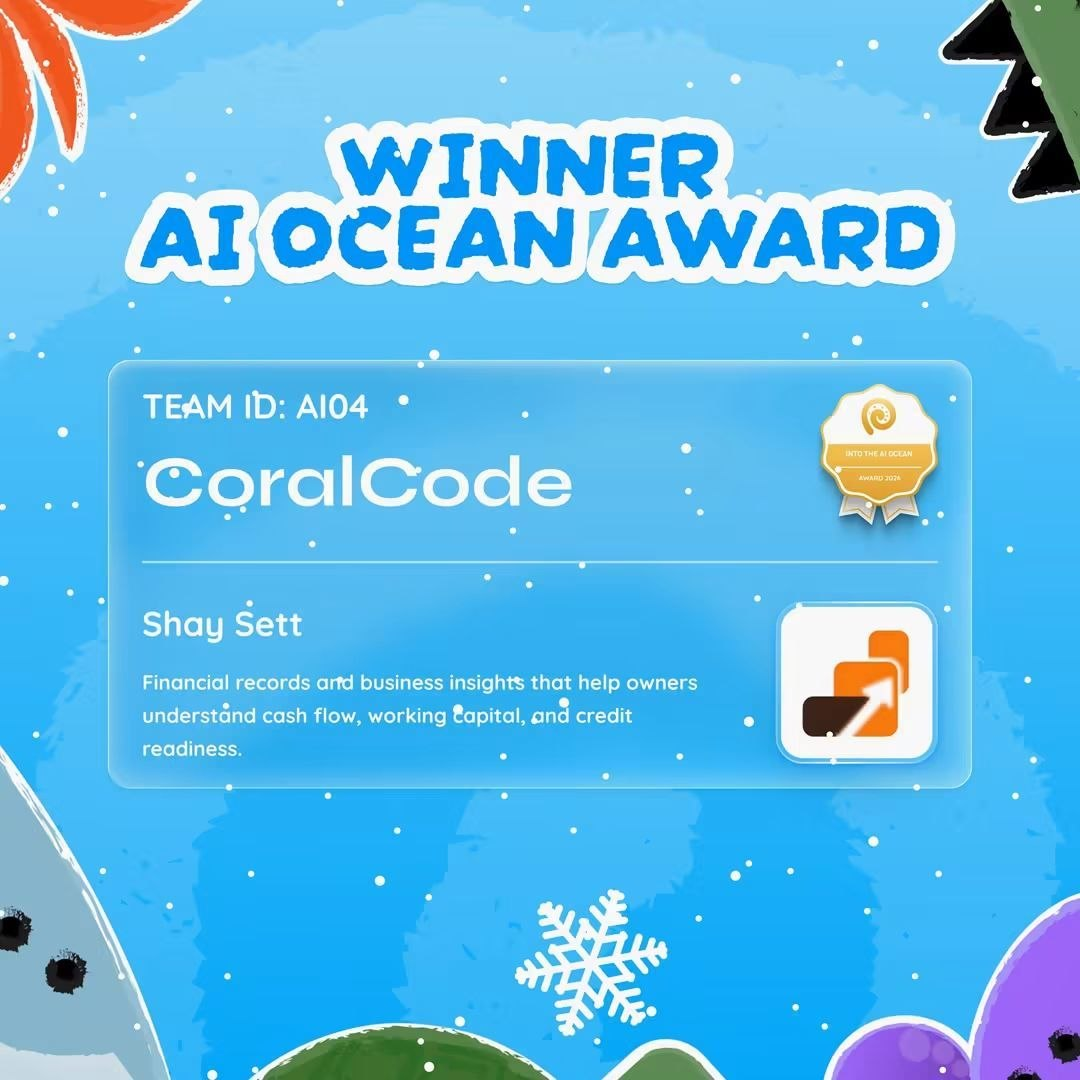 WINNER
AI OCEAN AWARD
TEAM ID: AI04
CoralCode
INTO THE AI OCEAN
AWARD 2026
Shay Sett
Financial records and business insights that help owners
understand cash flow, working capital, and credit
readiness.